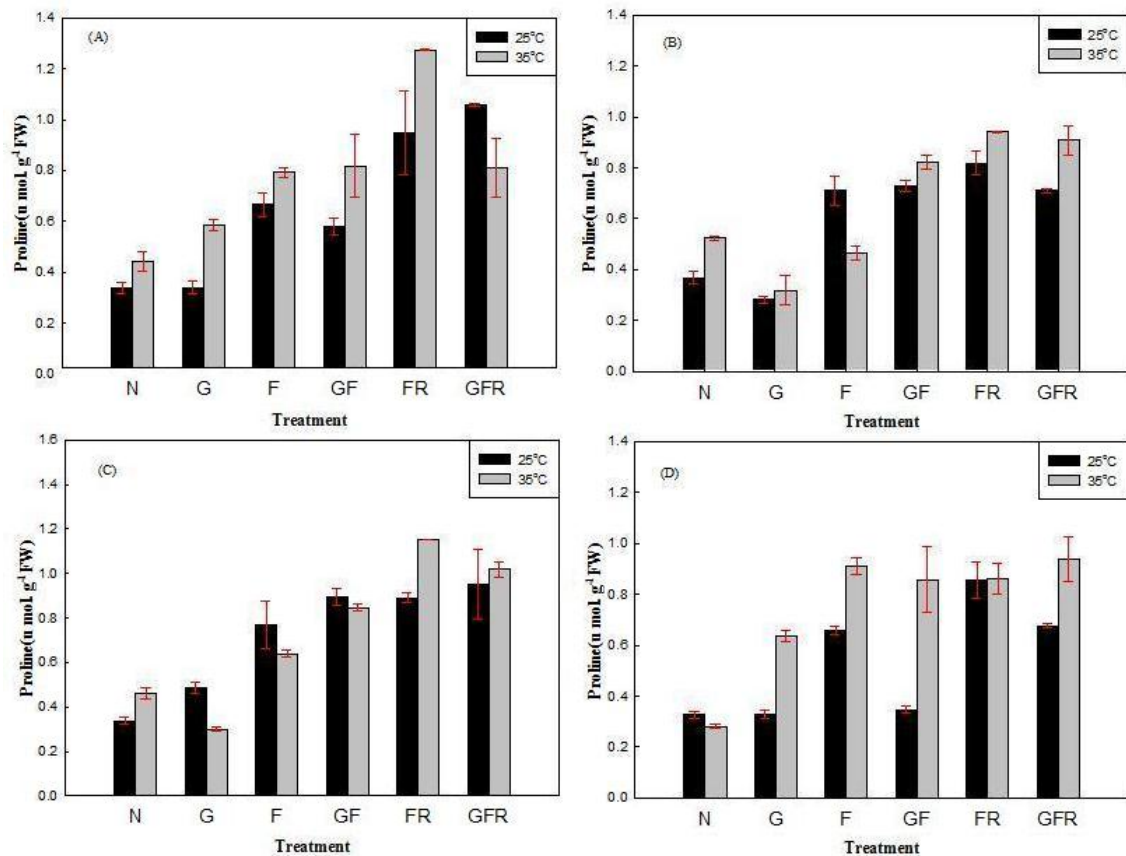 (A)
25°C
35°C
1.4
1.2
1.0
0.8
0.6
0.4
0.2
0.0
Proline(u mol. g-1 FW)
N G F GF FR GFR
Treatment
(B)
25°C
35°C
1.4
1.2
1.0
0.8
0.6
0.4
0.2
0.0
Proline(u mol. g-1 FW)
N G F GF FR GFR
Treatment
(C)
25°C
35°C
1.6
1.4
1.2
1.0
0.8
0.6
0.4
0.2
0.0
Proline(u mol. g-1 FW)
N G F GF FR GFR
Treatment
(D)
25°C
35°C
1.4
1.2
1.0
0.8
0.6
0.4
0.2
0.0
Proline(u mol. g-1 FW)
N G F GF FR GFR
Treatment